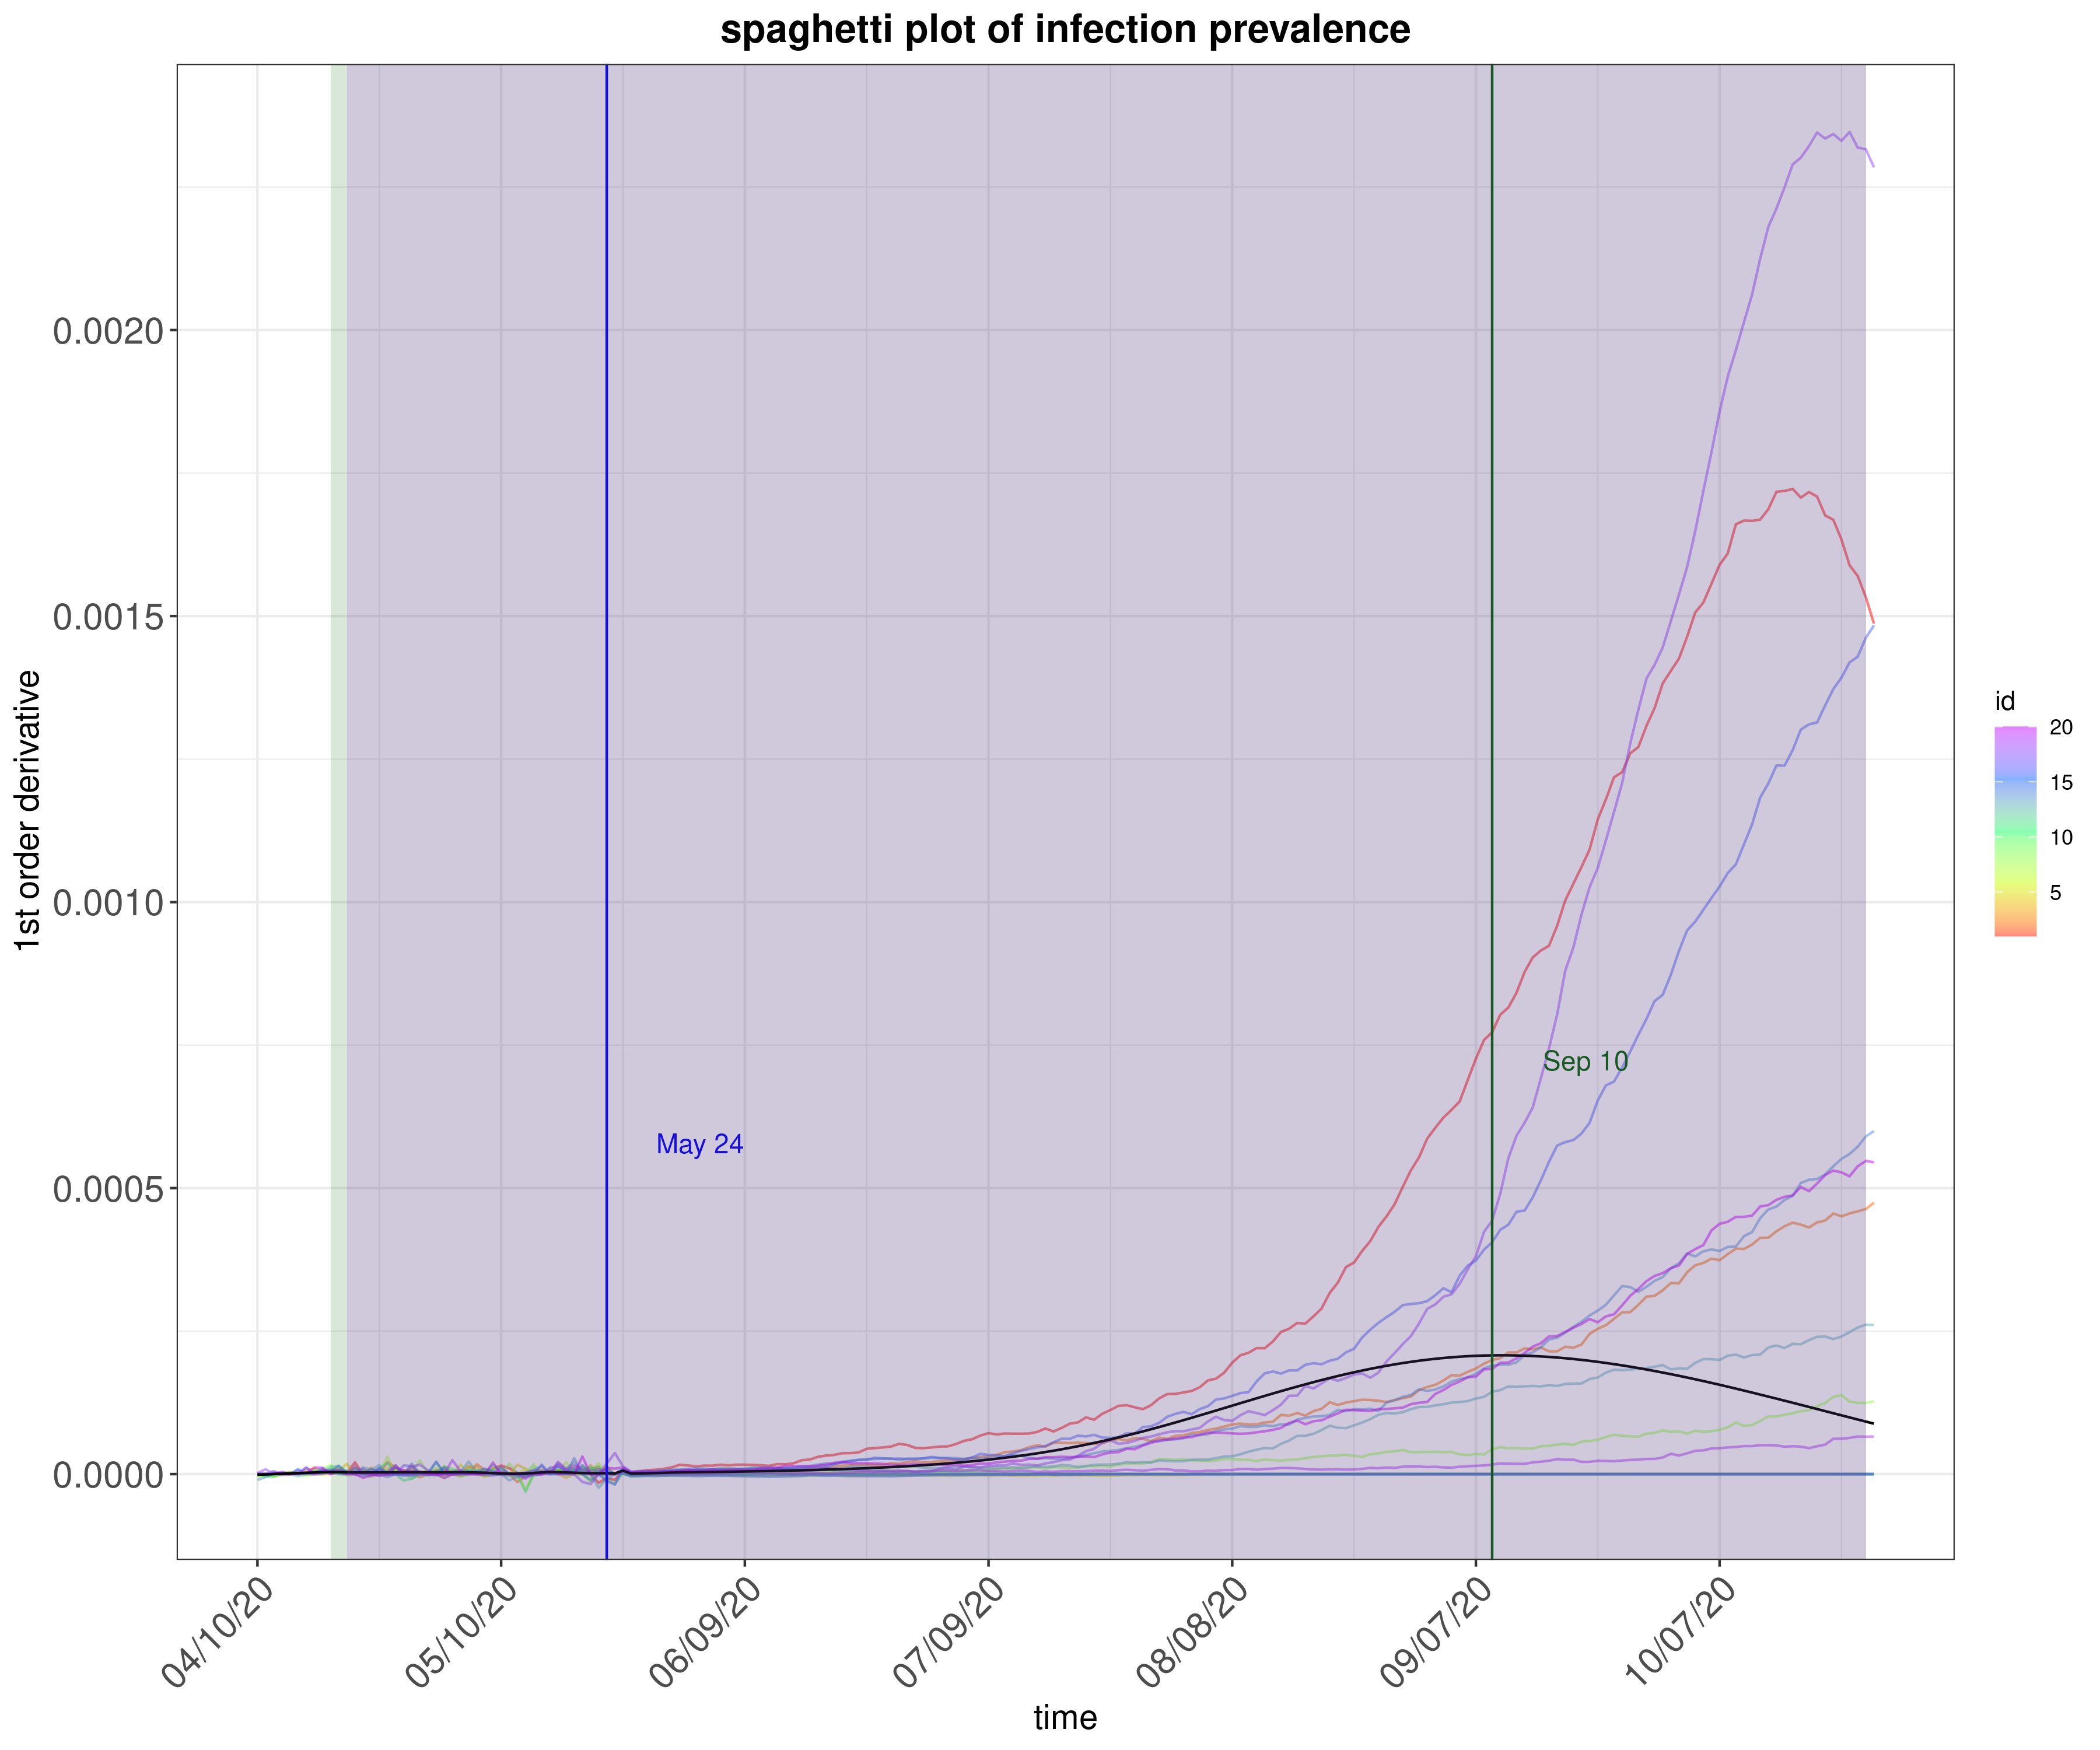 spaghetti plot of infection prevalence
1st order derivative
0.0020
0.0015
0.0010
0.0005
0.0000
May 24
Sep 10
04/10/20
05/10/20
06/09/20
07/09/20
08/08/20
09/07/20
10/07/20
time
id
20
15
10
5